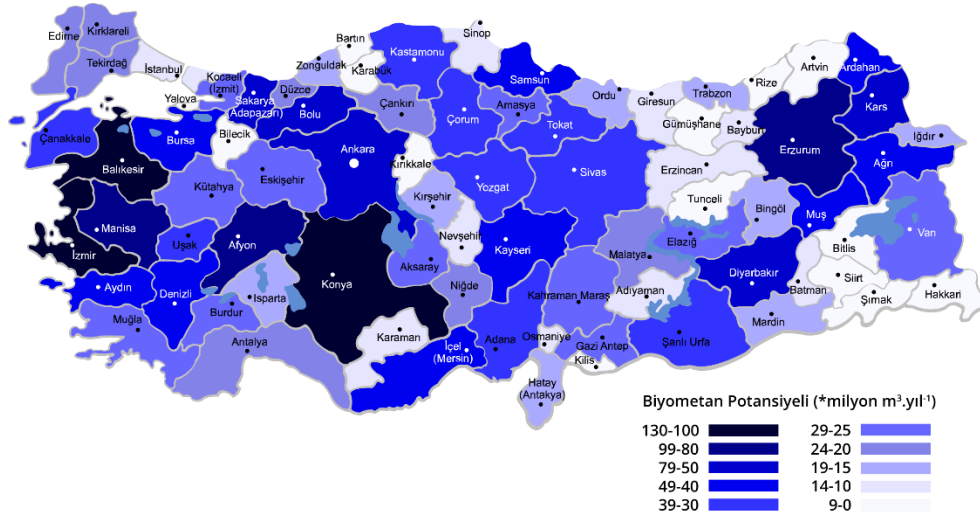 Sinop
Edirne
Kırklareli
Bartın
Kastamonu
Tekirdağ
İstanbul
Zonguldak
Karabük
Artvin
Ardahan
Kocaeli
(İzmit)
Samsun
Rize
Yalova
Sakarya
(Adapazarı)
Düzce
Bolu
Çankırı
Amasya
Ordu
Giresun
Trabzon
Kars
Çanakkale
Bursa
Bilecik
Çorum
Tokat
Gümüşhane
Bayburt
Iğdır
Balıkesir
Ankara
Kırıkkale
Erzurum
Ağrı
Eskişehir
Sivas
Erzincan
Kütahya
Yozgat
Kırşehir
Tunceli
Bingöl
Muş
Manisa
Uşak
Afyon
Nevşehir
Kayseri
Van
İzmir
Elazığ
Bitlis
Malatya
Aksaray
Konya
Diyarbakır
Siirt
Aydın
Denizli
Isparta
Niğde
Kahraman Maraş
Adıyaman
Batman
Şırnak
Hakkari
Burdur
Mardin
Muğla
Karaman
Osmaniye
Antalya
İçel
(Mersin)
Adana
Gazi Antep
Şanlı Urfa
Kilis
Hatay
(Antakya)
Biyometan Potansiyeli (*milyon m³.yıl⁻¹)
130-100
29-25
99-80
24-20
79-50
19-15
49-40
14-10
39-30
9-0